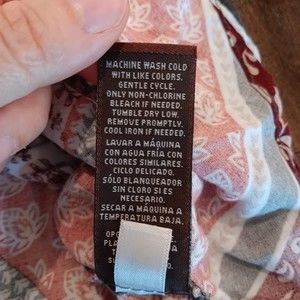 MACHINE WASH COLD
WITH LIKE COLORS.
GENTLE CYCLE.
ONLY NON-CHLORINE
BLEACH IF NEEDED.
TUMBLE DRY LOW.
REMOVE PROMPTLY.
COOL IRON IF NEEDED.
LAVAR A MÁQUINA
CON AGUA FRÍA CON
COLORES SIMILARES.
CICLO DELICADO.
SÓLO BLANQUEADOR
SIN CLORO SI ES
NECESARIO.
SECAR A MÁQUINA A
TEMPERATURA BAJA.